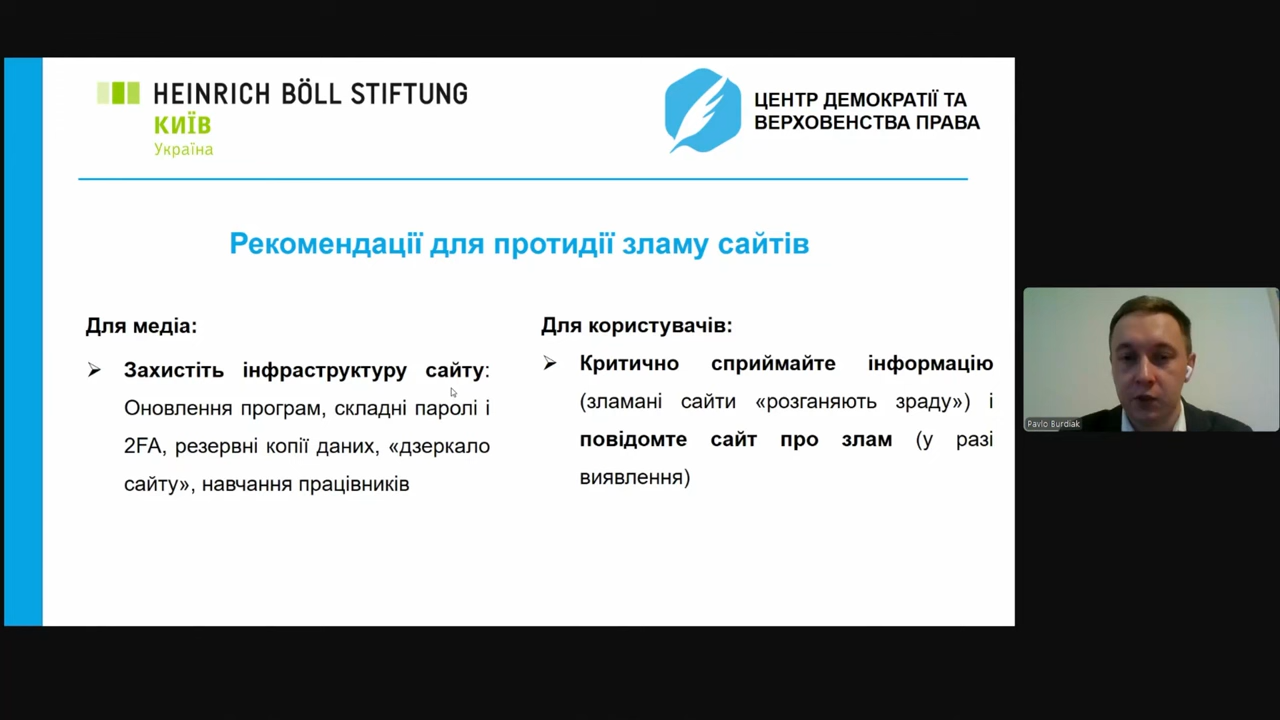 HEINRICH BÖLL STIFTUNG
КИЇВ
Україна
ЦЕНТР ДЕМОКРАТІЇ ТА
ВЕРХОВЕНСТВА ПРАВА
Рекомендації для протидії зламу сайтів
Для медіа:
➢ Захистіть інфраструктуру сайту:
Оновлення програм, складні паролі і
2FA, резервні копії даних, «дзеркало
сайту», навчання працівників
Для користувачів:
➢ Критично сприймайте інформацію
(зламані сайти «розганяють зраду») і
повідомте сайт про злам (у разі
виявлення)
Pavlo Burdiak